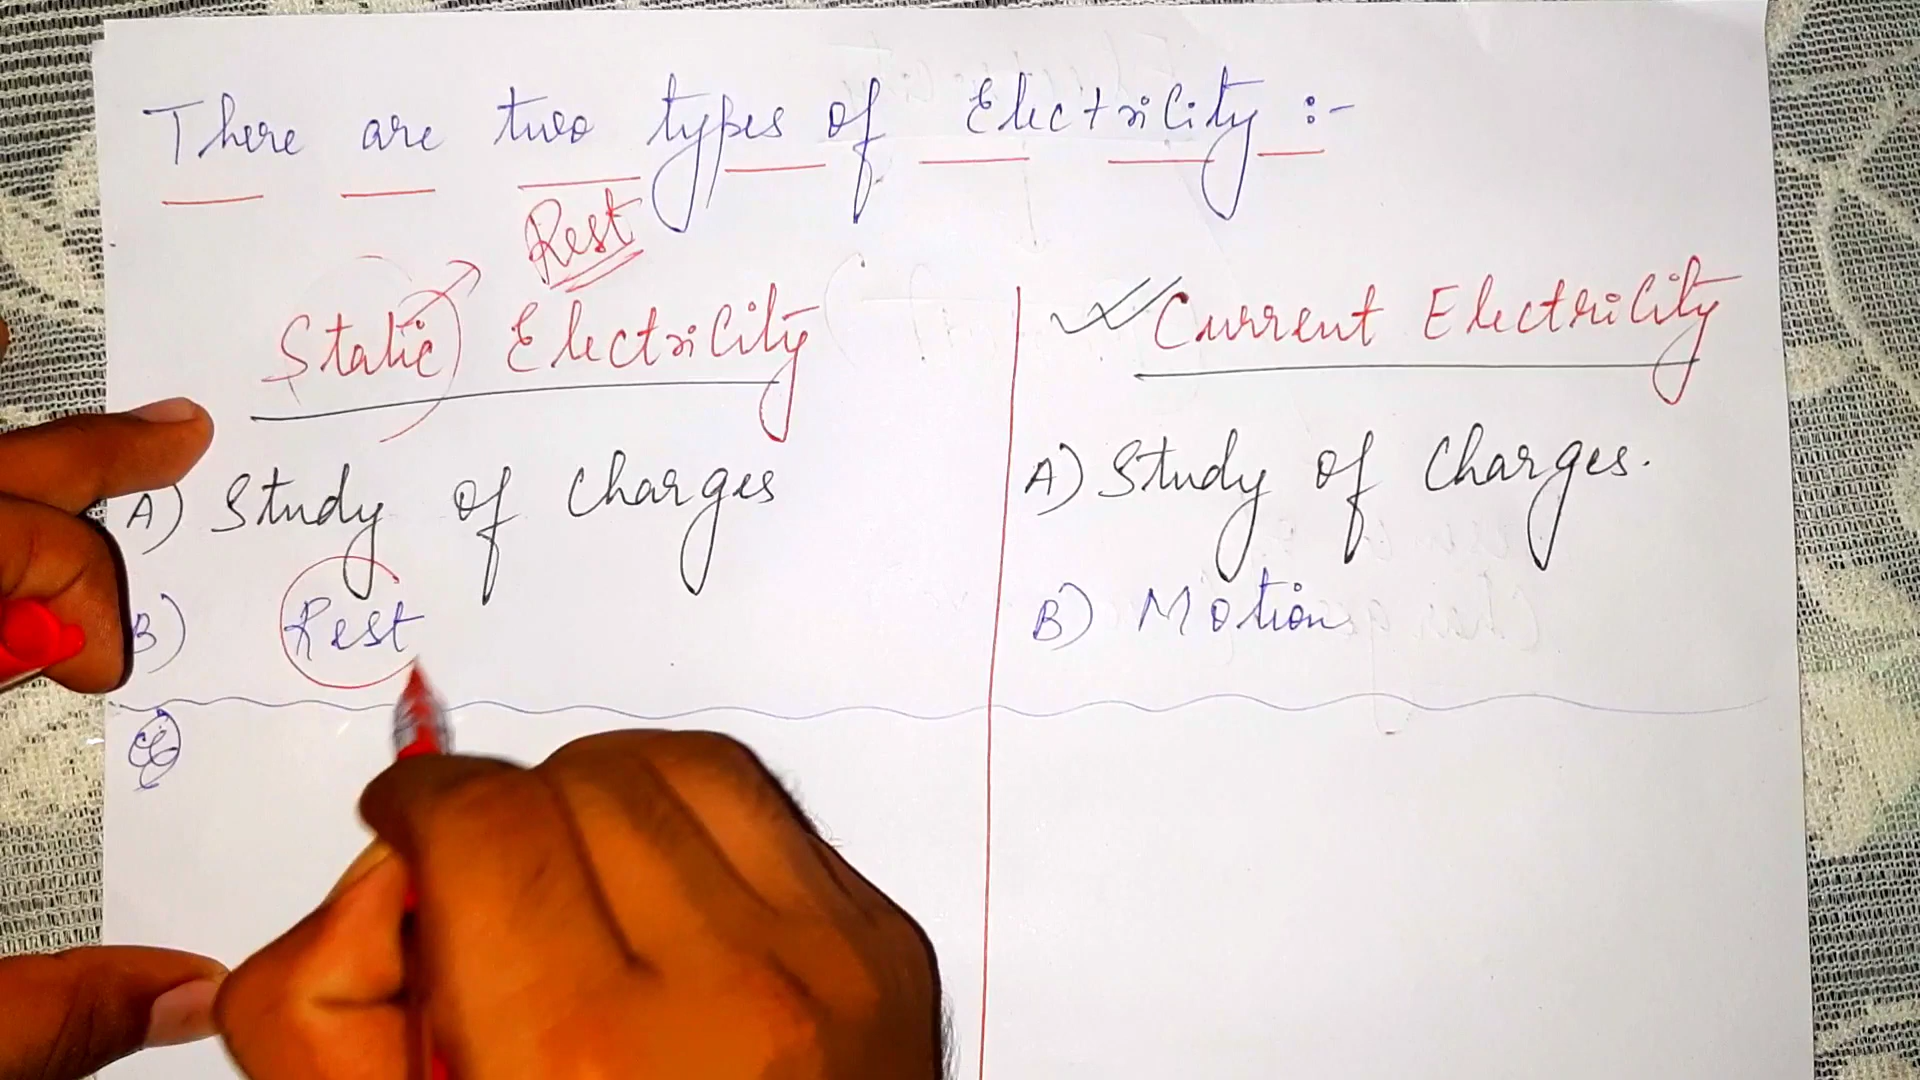 There are two types of Electricity :-
Rest
Static Electricity
A) Study of charges
B) Rest
Current Electricity
A) Study of charges.
B) Motion